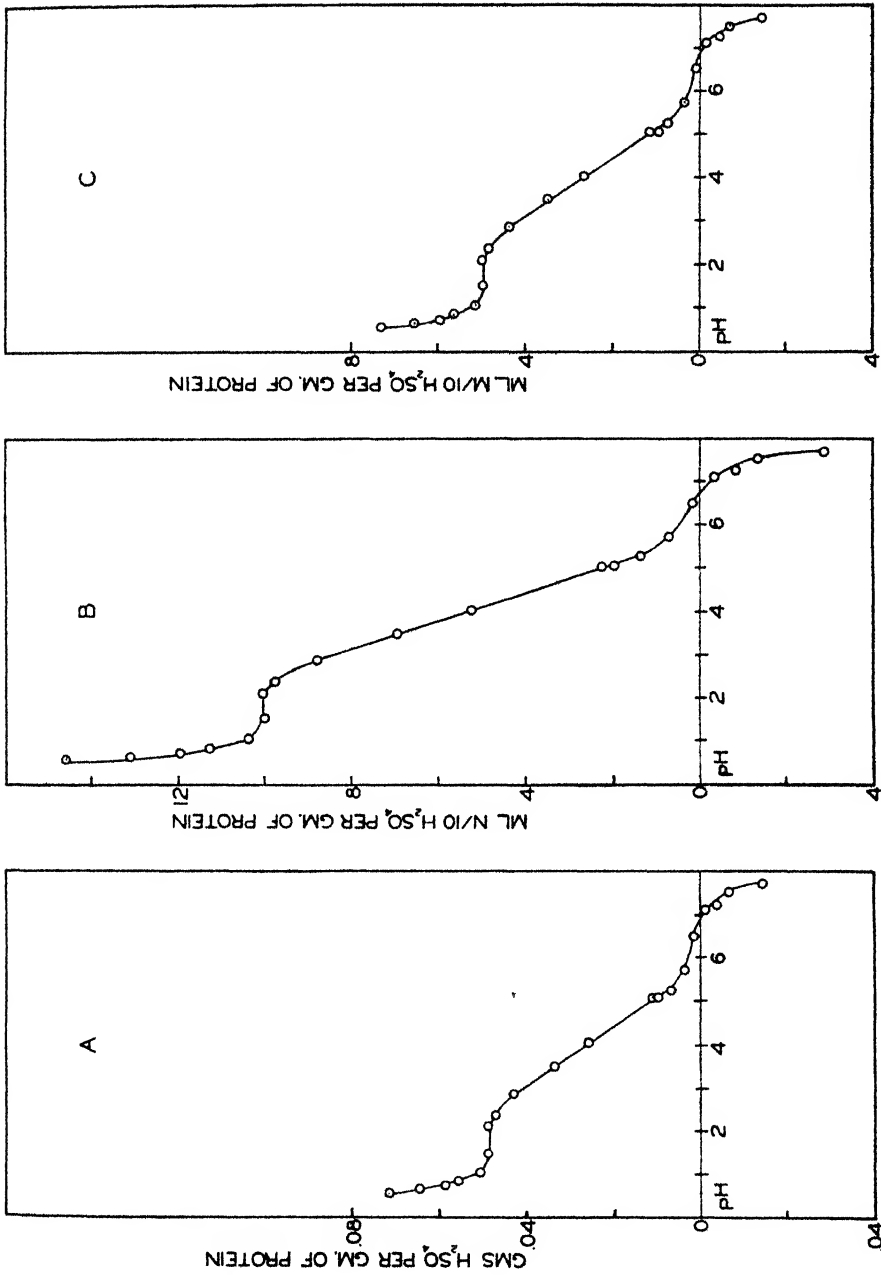 A
GMS H₂SO₄ PER GM. OF PROTEIN
.08
.04
0
.04
pH
2
4
6
B
ML N/10 H₂SO₄ PER GM. OF PROTEIN
12
8
4
0
4
pH
2
4
6
C
ML M/10 H₂SO₄ PER GM. OF PROTEIN
8
4
0
4
pH
2
4
6